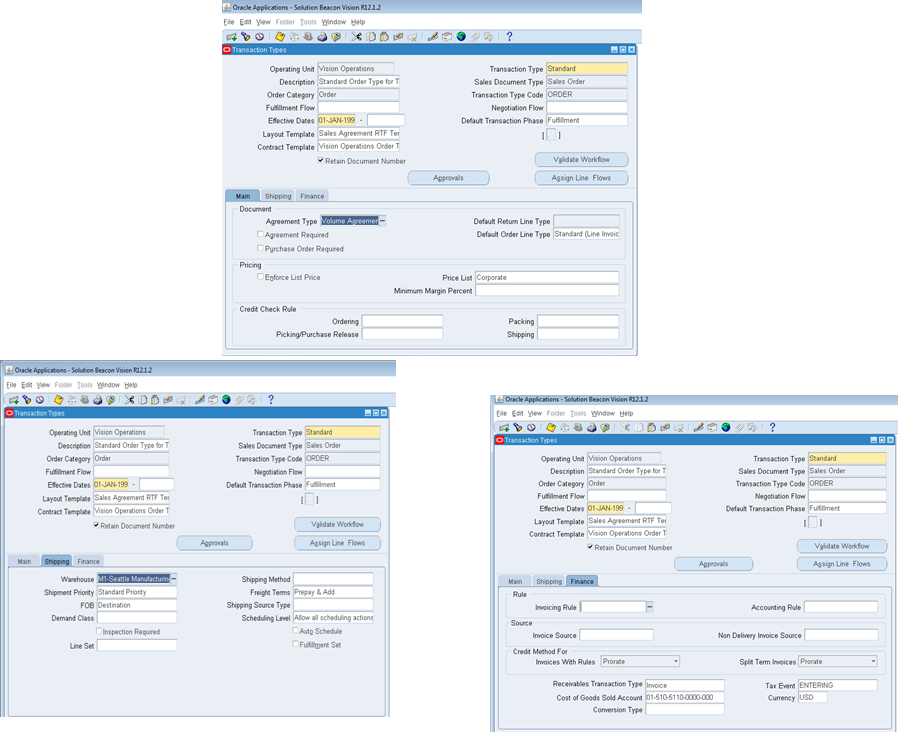 Oracle Applications - Solution Beacon Vision R12.1.2
File Edit View Folder Tools Window Help
Transaction Types
Operating Unit Vision Operations Transaction Type Standard
Description Standard Order Type for T Sales Document Type Sales Order
Order Category Order Transaction Type Code ORDER
Fulfillment Flow Negotiation Flow
Effective Dates 01-JAN-199 - Default Transaction Phase Fulfillment
Layout Template Sales Agreement RTF Ter [ ]
Contract Template Vision Operations Order T
Retain Document Number Validate Workflow
Approvals Assign Line Flows
Main Shipping Finance
Document
Agreement Type Volume Agreemer Default Return Line Type
Agreement Required Default Order Line Type Standard (Line Invoic
Purchase Order Required
Pricing
Enforce List Price Price List Corporate
Minimum Margin Percent
Credit Check Rule
Ordering Packing
Picking/Purchase Release Shipping
Oracle Applications - Solution Beacon Vision R12.1.2
File Edit View Folder Tools Window Help
Transaction Types
Operating Unit Vision Operations Transaction Type Standard
Description Standard Order Type for T Sales Document Type Sales Order
Order Category Order Transaction Type Code ORDER
Fulfillment Flow Negotiation Flow
Effective Dates 01-JAN-199 - Default Transaction Phase Fulfillment
Layout Template Sales Agreement RTF Ter [ ]
Contract Template Vision Operations Order T
Retain Document Number Validate Workflow
Approvals Assign Line Flows
Main Shipping Finance
Warehouse M1-Seattle Manufacturin Shipping Method
Shipment Priority Standard Priority Freight Terms Prepay & Add
FOB Destination Shipping Source Type
Demand Class Scheduling Level Allow all scheduling actions
Inspection Required Auto Schedule
Line Set Fulfillment Set
Oracle Applications - Solution Beacon Vision R12.1.2
File Edit View Folder Tools Window Help
Transaction Types
Operating Unit Vision Operations Transaction Type Standard
Description Standard Order Type for T Sales Document Type Sales Order
Order Category Order Transaction Type Code ORDER
Fulfillment Flow Negotiation Flow
Effective Dates 01-JAN-199 - Default Transaction Phase Fulfillment
Layout Template Sales Agreement RTF Ter [ ]
Contract Template Vision Operations Order T
Retain Document Number Validate Workflow
Approvals Assign Line Flows
Main Shipping Finance
Rule
Invoicing Rule Accounting Rule
Source
Invoice Source Non Delivery Invoice Source
Credit Method For
Invoices With Rules Prorate Split Term Invoices Prorate
Receivables Transaction Type Invoice Tax Event ENTERING
Cost of Goods Sold Account 01-510-5110-0000-000 Currency USD
Conversion Type